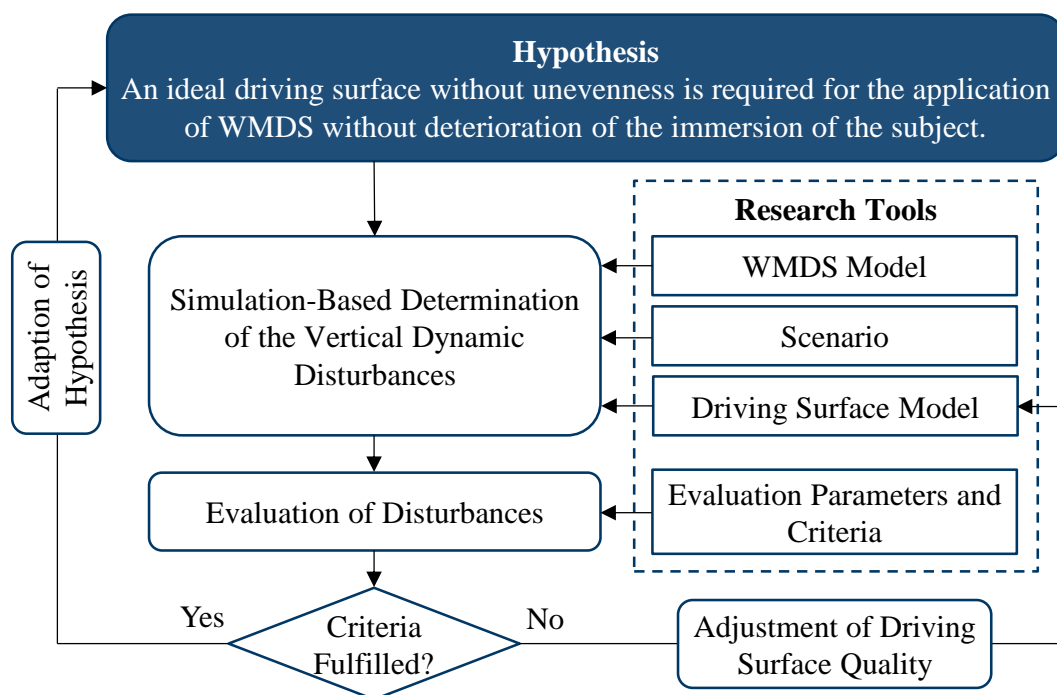 Hypothesis
An ideal driving surface without unevenness is required for the application
of WMDS without deterioration of the immersion of the subject.
Research Tools
WMDS Model
Scenario
Driving Surface Model
Evaluation Parameters and
Criteria
Simulation-Based Determination
of the Vertical Dynamic
Disturbances
Evaluation of Disturbances
Criteria
Fulfilled?
Yes
No
Adjustment of Driving
Surface Quality
Adaption of
Hypothesis